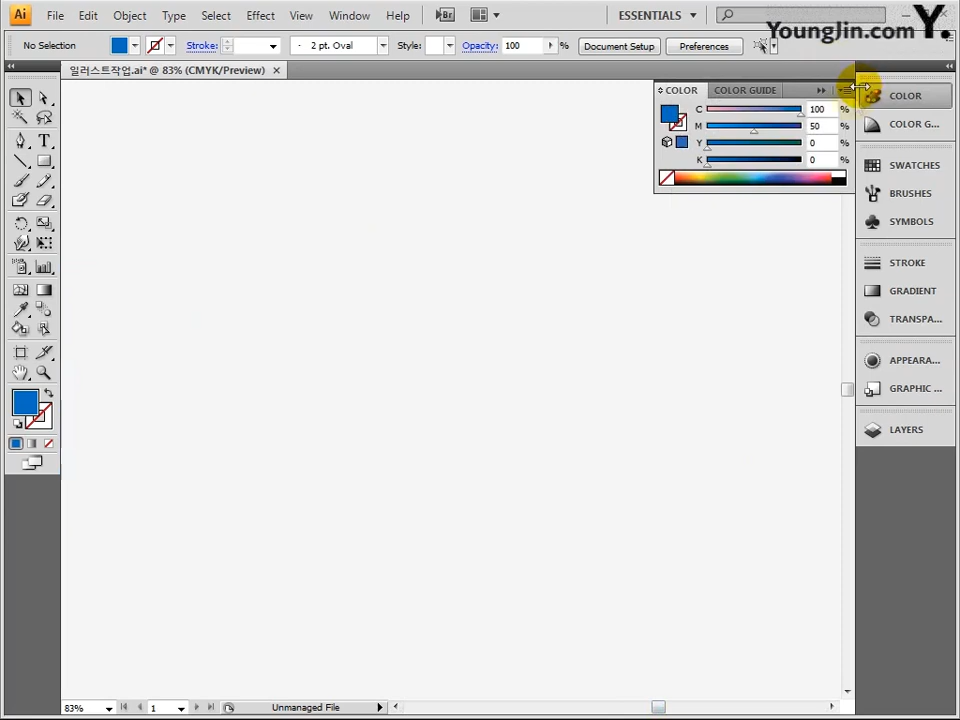 Ai File Edit Object Type Select Effect View Window Help Br ESSENTIALS
Younglin.com Y.
No Selection Stroke: 2 pt. Oval Style: Opacity: 100 % Document Setup Preferences
일러스트작업.ai* @ 83% (CMYK/Preview)
COLOR COLOR GUIDE
C 100 %
M 50
Y 0
K 0
COLOR
COLOR G...
SWATCHES
BRUSHES
SYMBOLS
STROKE
GRADIENT
TRANSPA...
APPEARA...
GRAPHIC ...
LAYERS
83% 1 Unmanaged File